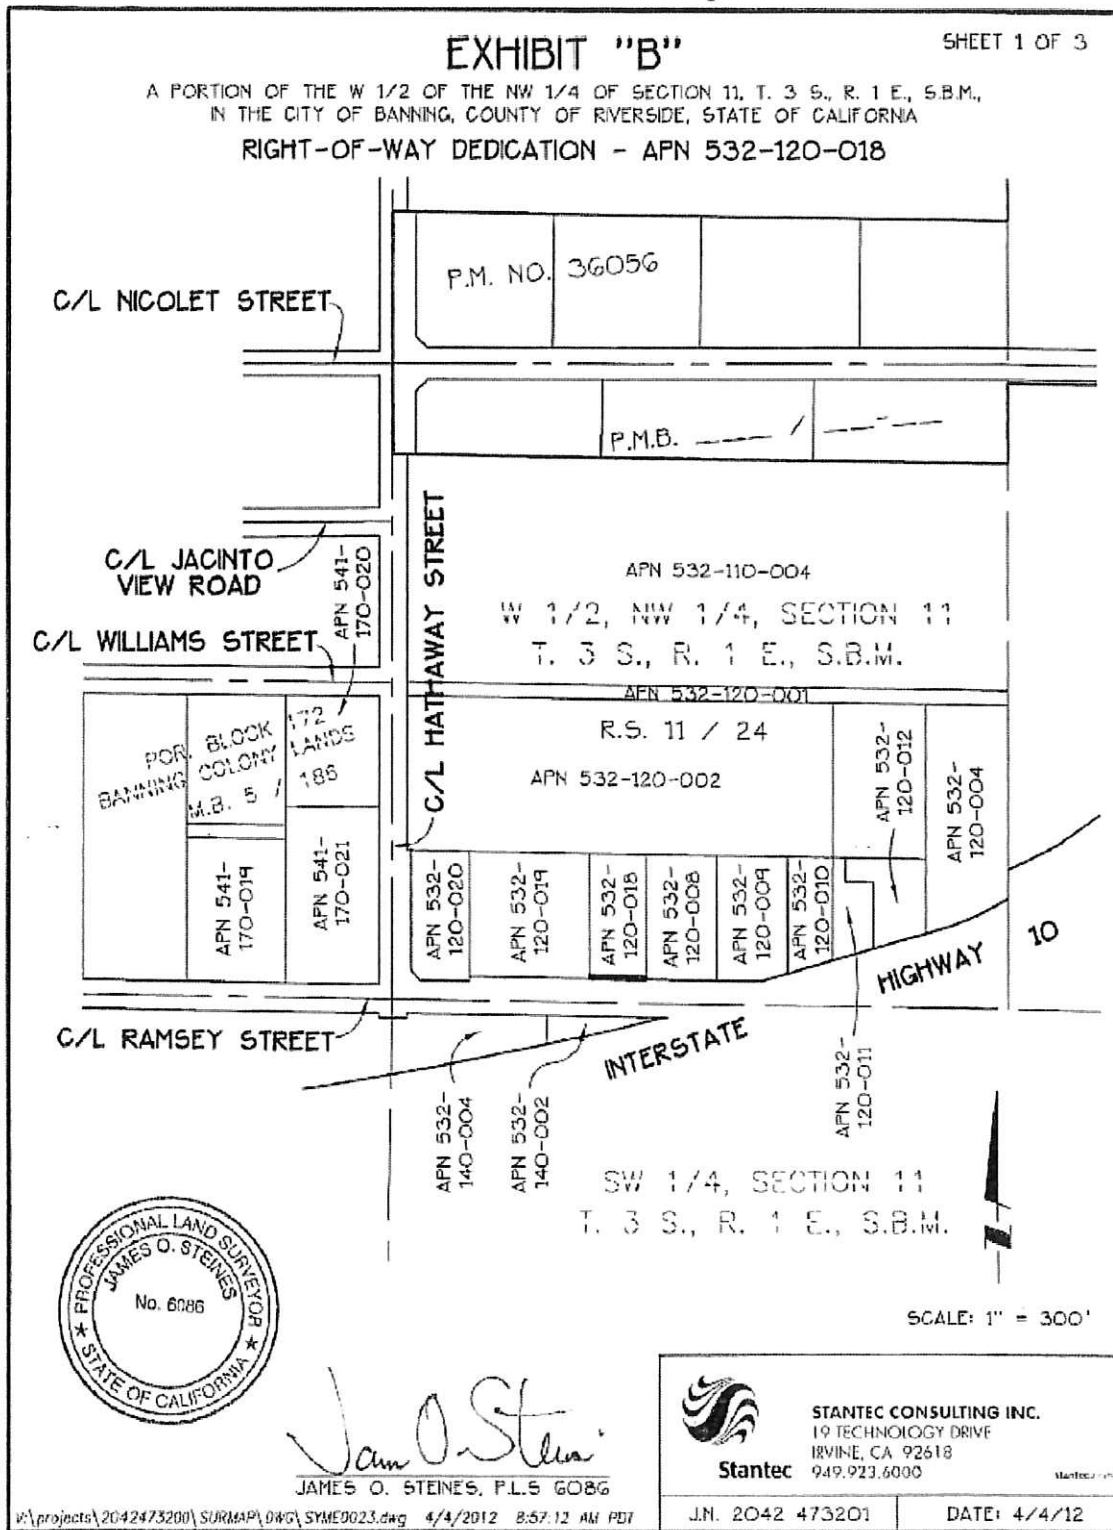 EXHIBIT "B"
SHEET 1 OF 3
A PORTION OF THE W 1/2 OF THE NW 1/4 OF SECTION 11, T. 3 S., R. 1 E., S.B.M.,
IN THE CITY OF BANNING, COUNTY OF RIVERSIDE, STATE OF CALIFORNIA
RIGHT-OF-WAY DEDICATION - APN 532-120-018
P.M. NO. 36056
C/L NICOLET STREET
P.M.B. ____ / ___-___
C/L JACINTO
VIEW ROAD
APN 541-
170-020
C/L HATHAWAY STREET
APN 532-110-004
W 1/2, NW 1/4, SECTION 11
T. 3 S., R. 1 E., S.B.M.
C/L WILLIAMS STREET
APN 532-120-001
POR. BLOCK 172
BANNING COLONY LANDS
M.B. 5 / 186
R.S. 11 / 24
APN 532-120-002
APN 532-
120-012
APN 532-
120-004
APN 541-
170-019
APN 541-
170-021
APN 532-
120-020
APN 532-
120-019
APN 532-
120-018
APN 532-
120-008
APN 532-
120-009
APN 532-
120-010
HIGHWAY 10
C/L RAMSEY STREET
INTERSTATE
APN 532-
120-011
APN 532-
140-004
APN 532-
140-002
SW 1/4, SECTION 11
T. 3 S., R. 1 E., S.B.M.
PROFESSIONAL LAND SURVEYOR
JAMES O. STEINES
No. 6086
STATE OF CALIFORNIA
SCALE: 1" = 300'
JAMES O. STEINES, P.L.S 6086
Stantec
STANTEC CONSULTING INC.
19 TECHNOLOGY DRIVE
IRVINE, CA 92618
949.923.6000
V:\projects\2042473200\SURMAP\DWG\SYME0023.dwg 4/4/2012 8:57:12 AM PDT
J.N. 2042 473201
DATE: 4/4/12